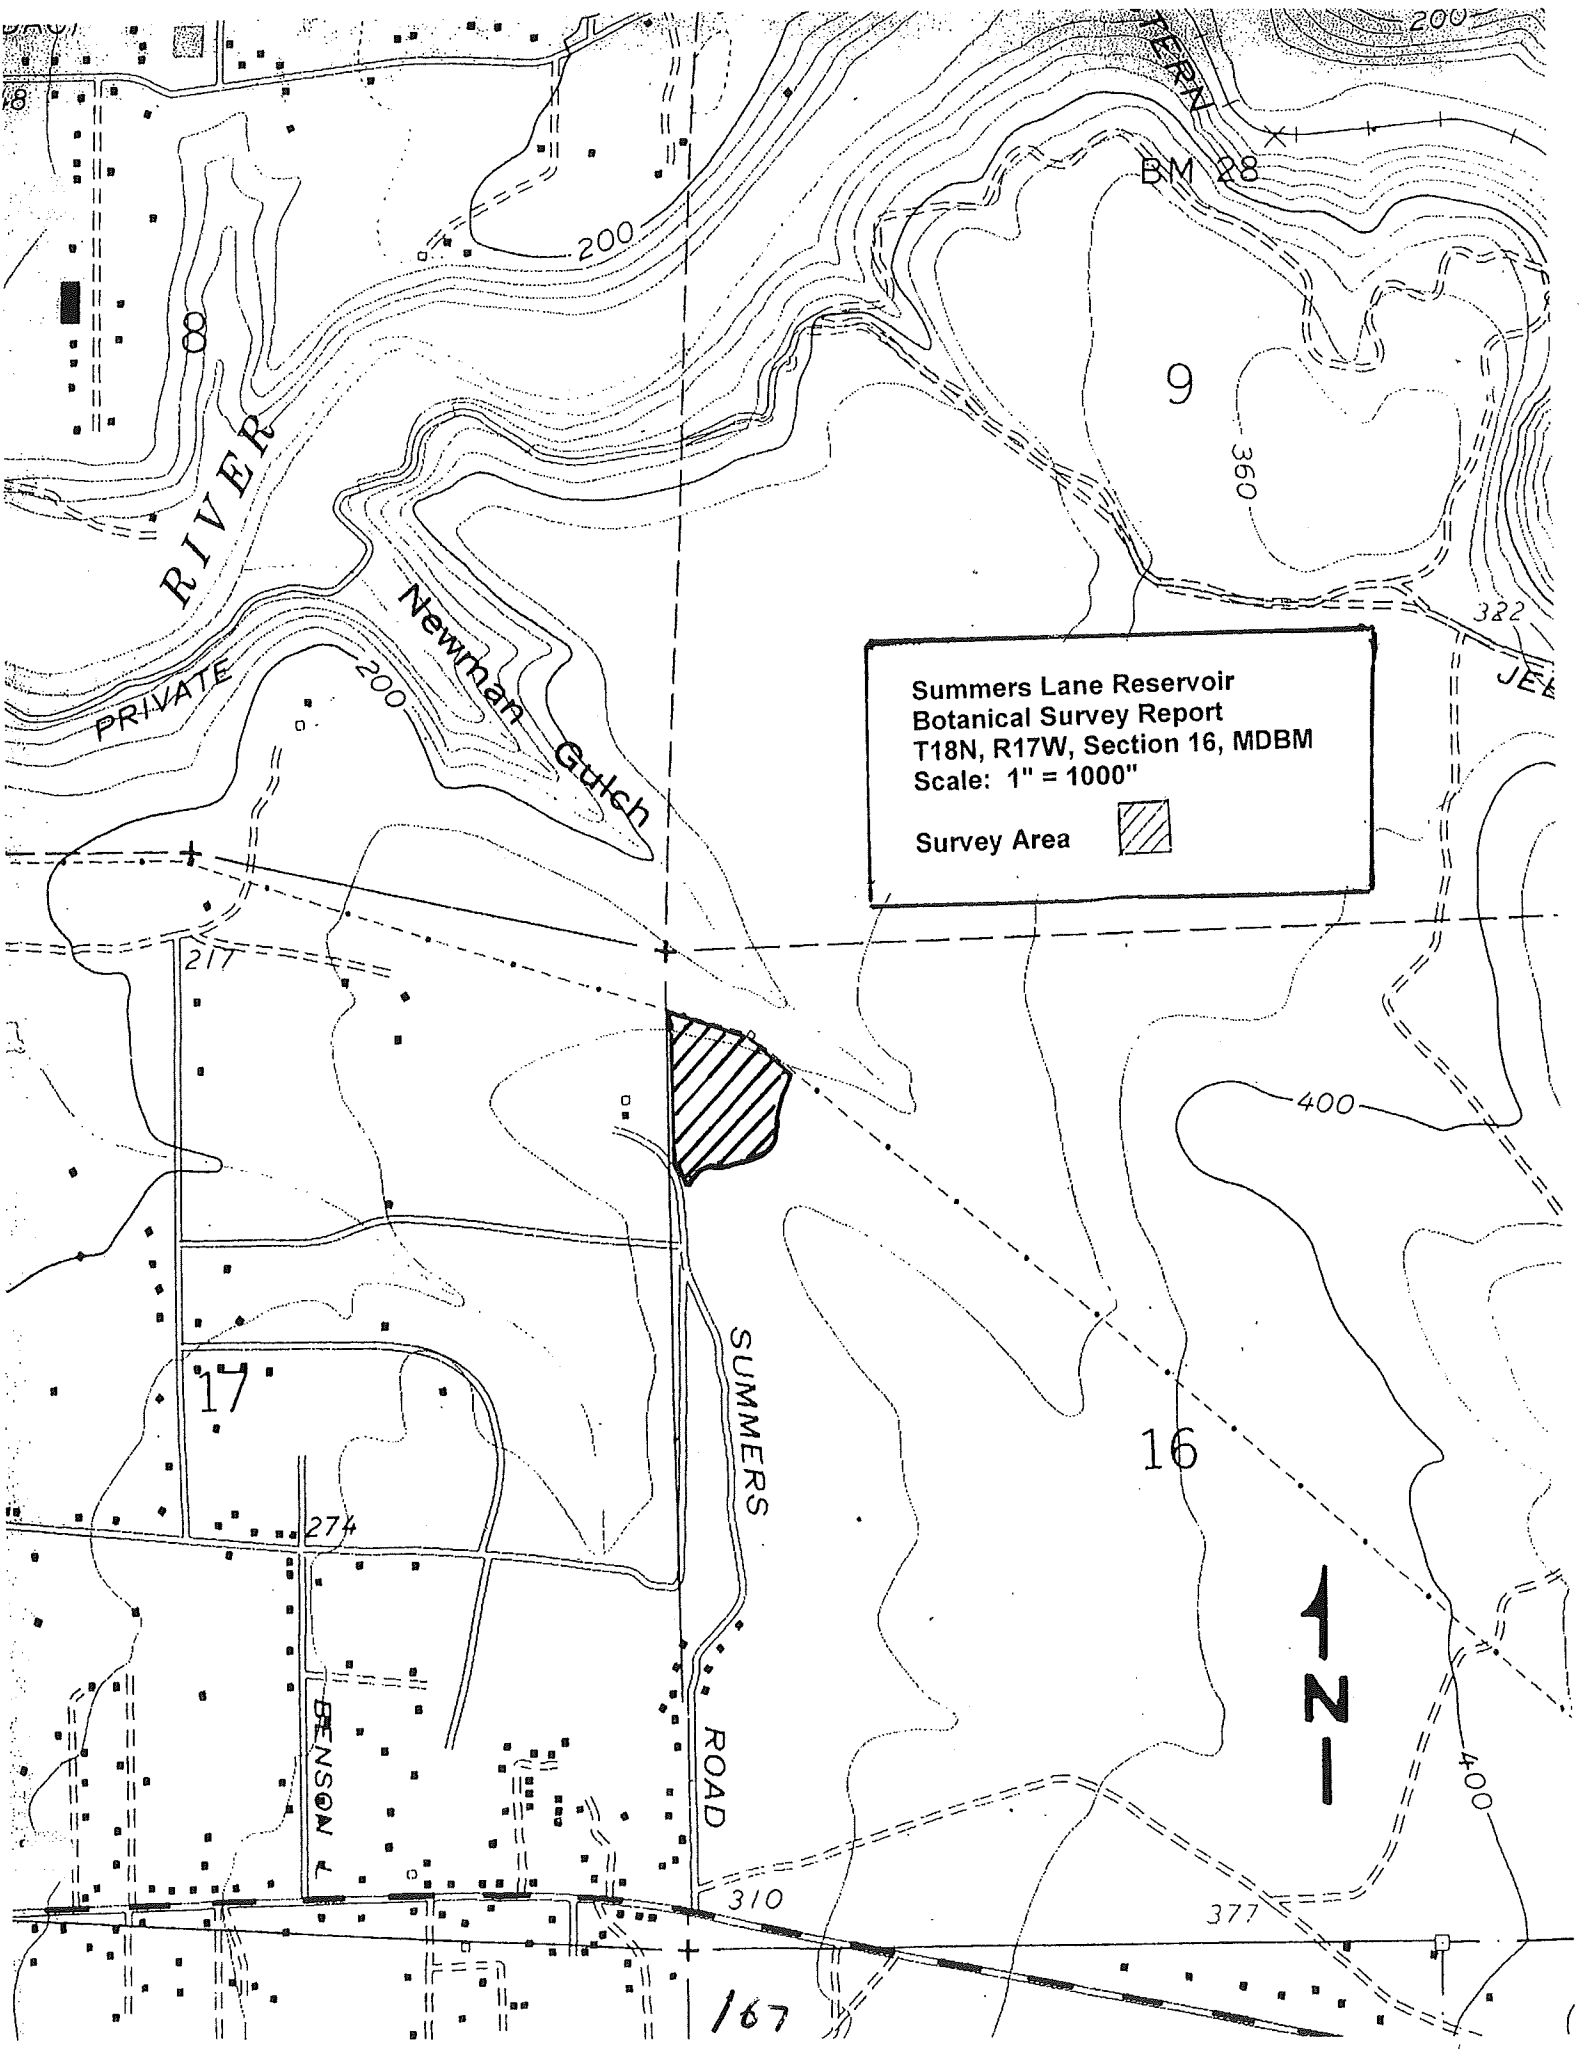 200
TERN
BM 28
200
8
9
360
RIVER
Newman Gulch
382
PRIVATE
200
Summers Lane Reservoir
Botanical Survey Report
T18N, R17W, Section 16, MDBM
Scale: 1" = 1000"
Survey Area
217
400
SUMMERS
17
16
274
N
BENSON L
ROAD
400
310
377
167